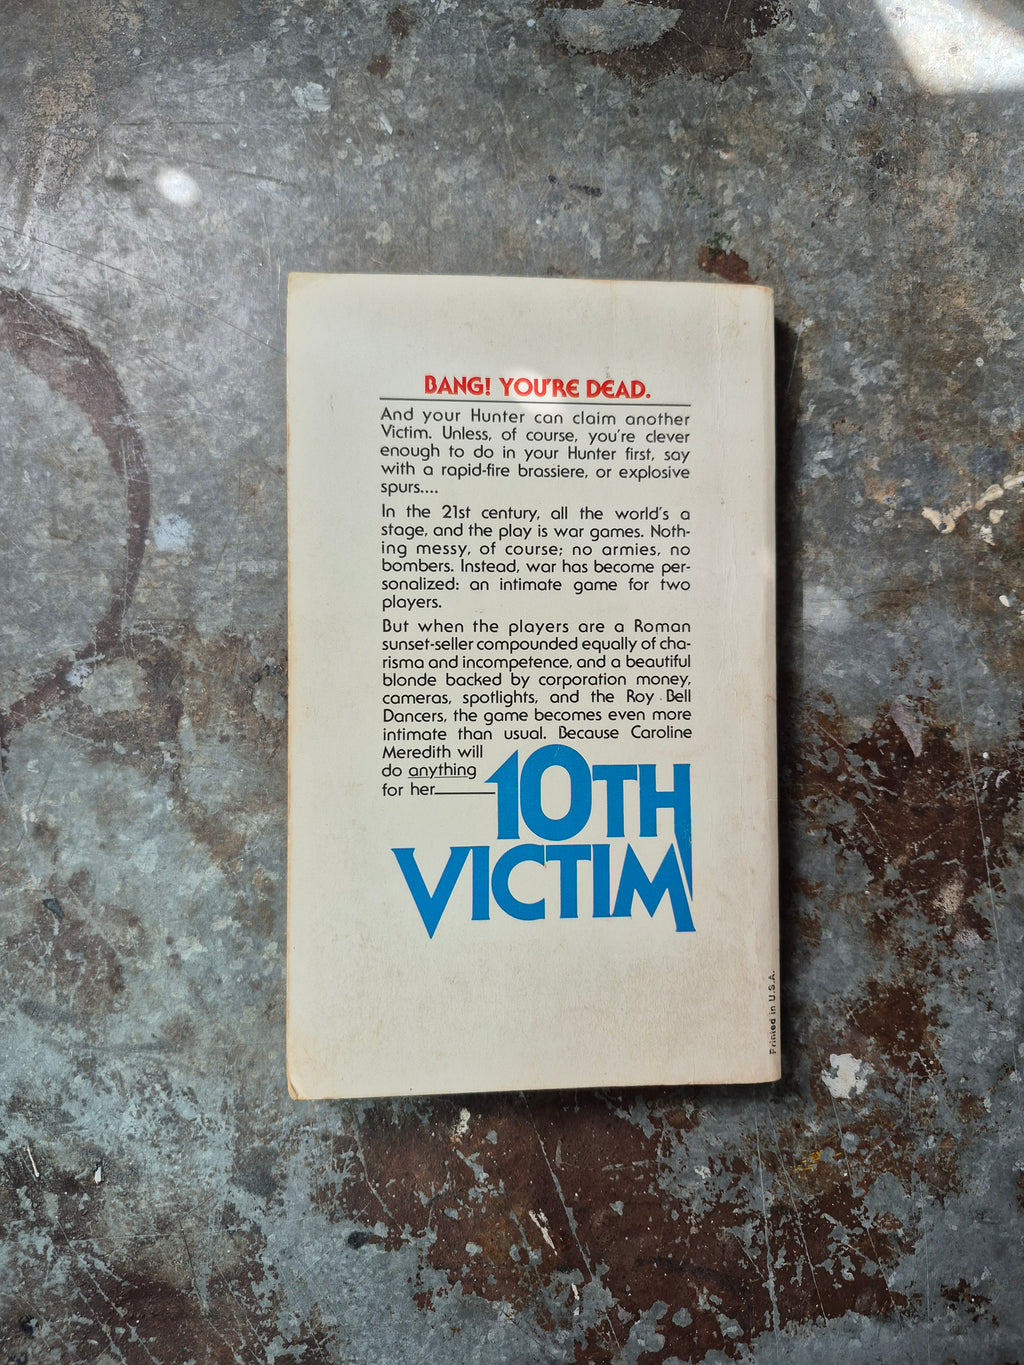 BANG! YOU'RE DEAD.
And your Hunter can claim another
Victim. Unless, of course, you're clever
enough to do in your Hunter first, say
with a rapid-fire brassiere, or explosive
spurs....
In the 21st century, all the world's a
stage, and the play is war games. Noth-
ing messy, of course; no armies, no
bombers. Instead, war has become per-
sonalized: an intimate game for two
players.
But when the players are a Roman
sunset-seller compounded equally of cha-
risma and incompetence, and a beautiful
blonde backed by corporation money,
cameras, spotlights, and the Roy Bell
Dancers, the game becomes even more
intimate than usual. Because Caroline
Meredith will
do anything
for her
10TH
VICTIM
Printed in U.S.A.